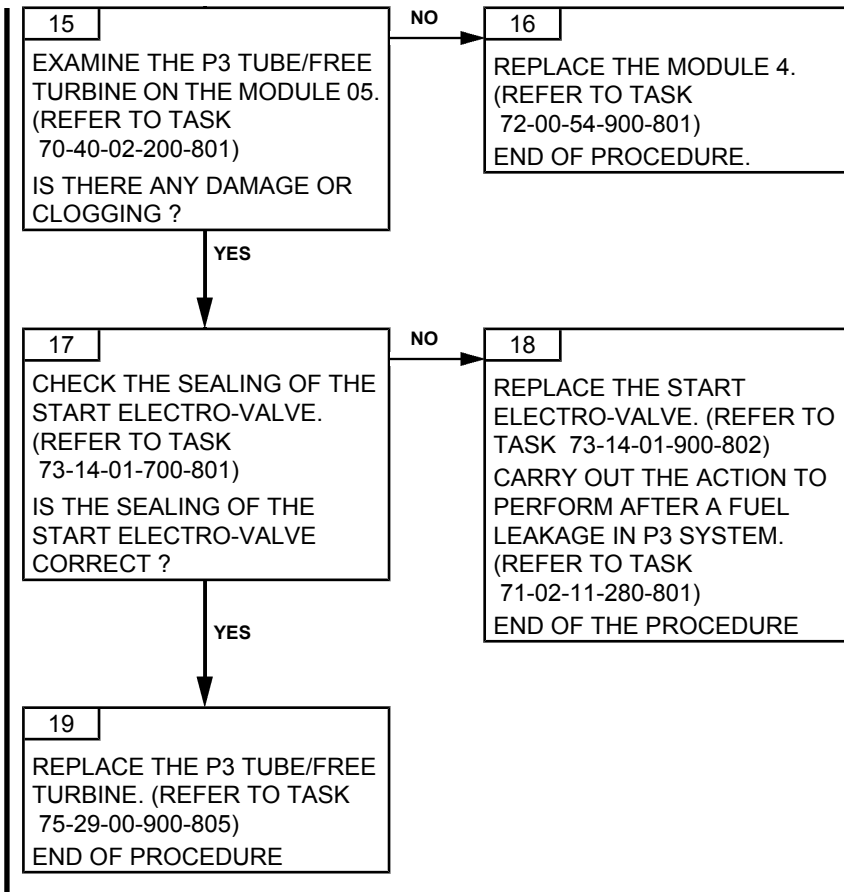 15
EXAMINE THE P3 TUBE/FREE
TURBINE ON THE MODULE 05.
(REFER TO TASK
70-40-02-200-801)
IS THERE ANY DAMAGE OR
CLOGGING ?
NO
16
REPLACE THE MODULE 4.
(REFER TO TASK
72-00-54-900-801)
END OF PROCEDURE.
YES
17
CHECK THE SEALING OF THE
START ELECTRO-VALVE.
(REFER TO TASK
73-14-01-700-801)
IS THE SEALING OF THE
START ELECTRO-VALVE
CORRECT ?
NO
18
REPLACE THE START
ELECTRO-VALVE. (REFER TO
TASK 73-14-01-900-802)
CARRY OUT THE ACTION TO
PERFORM AFTER A FUEL
LEAKAGE IN P3 SYSTEM.
(REFER TO TASK
71-02-11-280-801)
END OF THE PROCEDURE
YES
19
REPLACE THE P3 TUBE/FREE
TURBINE. (REFER TO TASK
75-29-00-900-805)
END OF PROCEDURE